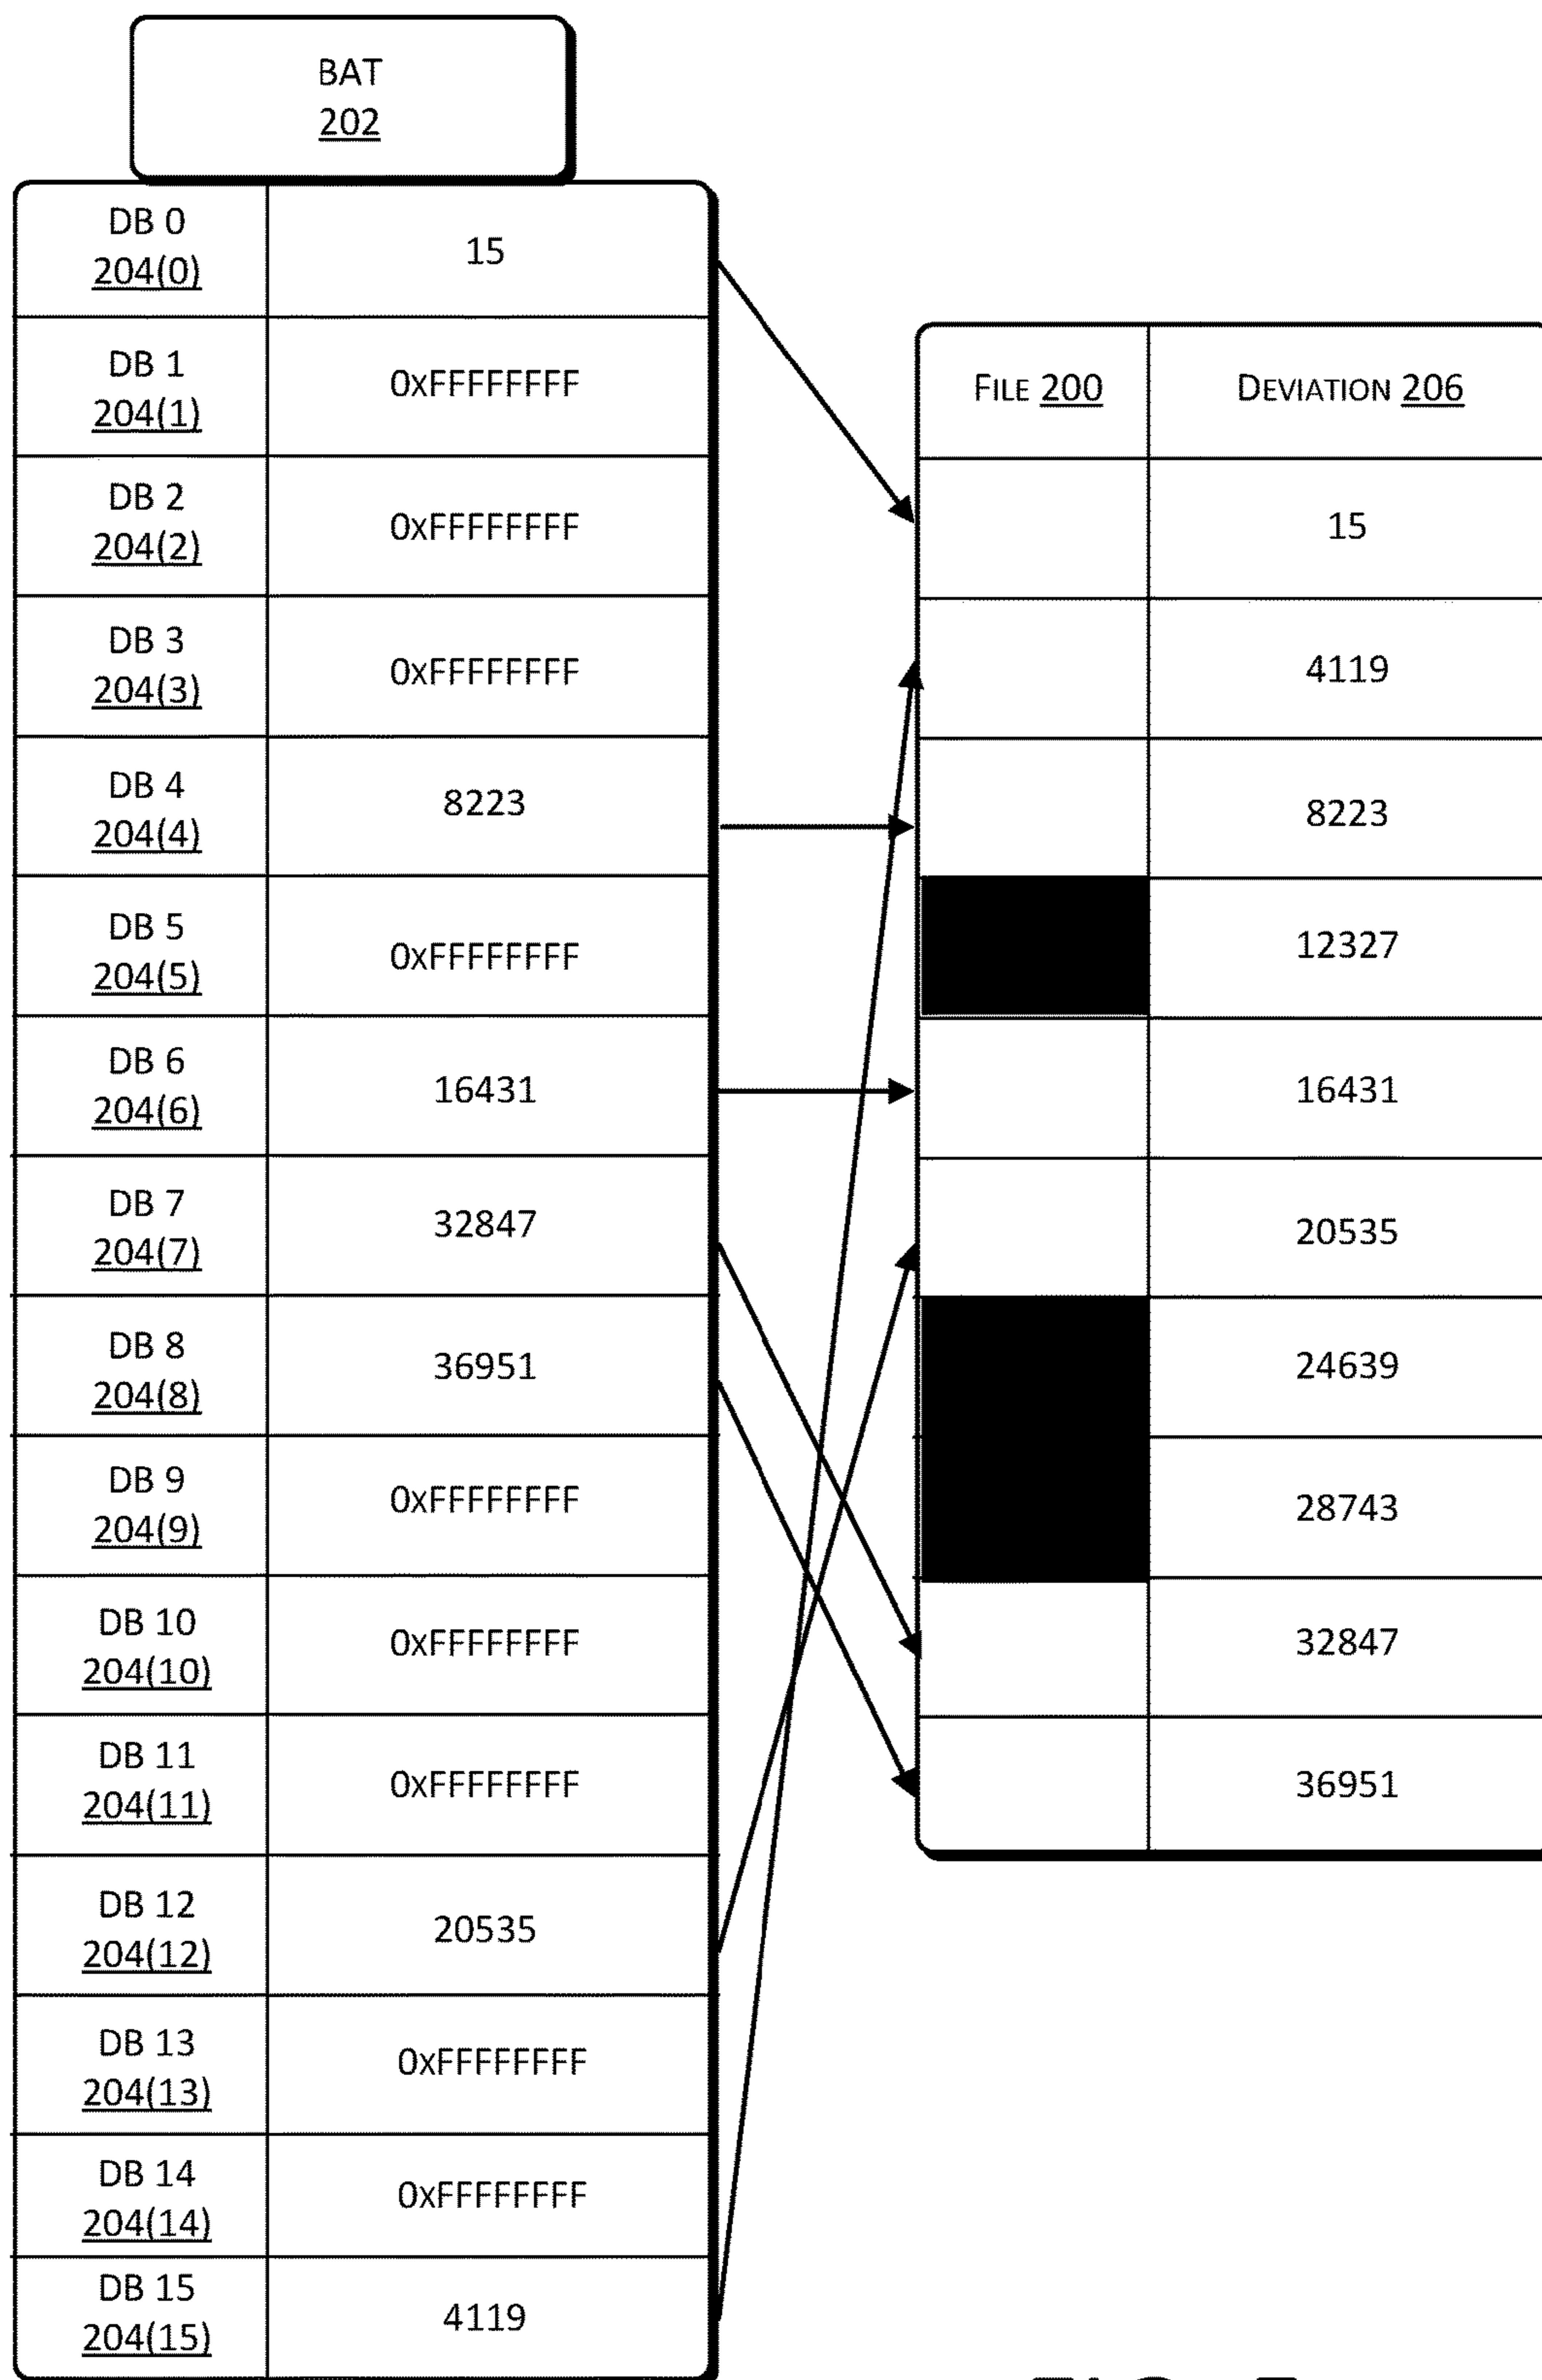 BAT
202
DB 0
204(0)
15
DB 1
204(1)
0xFFFFFFFF
DB 2
204(2)
0xFFFFFFFF
DB 3
204(3)
0xFFFFFFFF
DB 4
204(4)
8223
DB 5
204(5)
0xFFFFFFFF
DB 6
204(6)
16431
DB 7
204(7)
32847
DB 8
204(8)
36951
DB 9
204(9)
0xFFFFFFFF
DB 10
204(10)
0xFFFFFFFF
DB 11
204(11)
0xFFFFFFFF
DB 12
204(12)
20535
DB 13
204(13)
0xFFFFFFFF
DB 14
204(14)
0xFFFFFFFF
DB 15
204(15)
4119
FILE 200 DEVIATION 206
15
4119
8223
12327
16431
20535
24639
28743
32847
36951